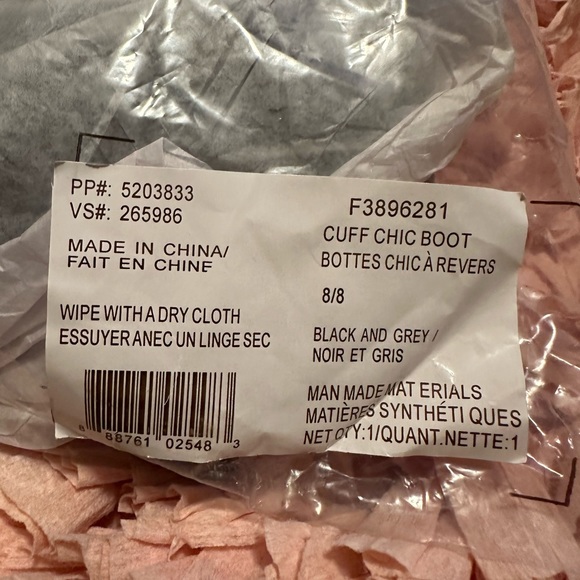 PP#: 5203833
VS#: 265986
MADE IN CHINA/
FAIT EN CHINE
WIPE WITH A DRY CLOTH
ESSUYER ANEC UN LINGE SEC
8 88761 02548 3
F3896281
CUFF CHIC BOOT
BOTTES CHIC À REVERS
8/8
BLACK AND GREY /
NOIR ET GRIS
MAN MADE MAT ERIALS
MATIÈRES SYNTHÉTI QUES
NET QTY:1/QUANT.NETTE:1